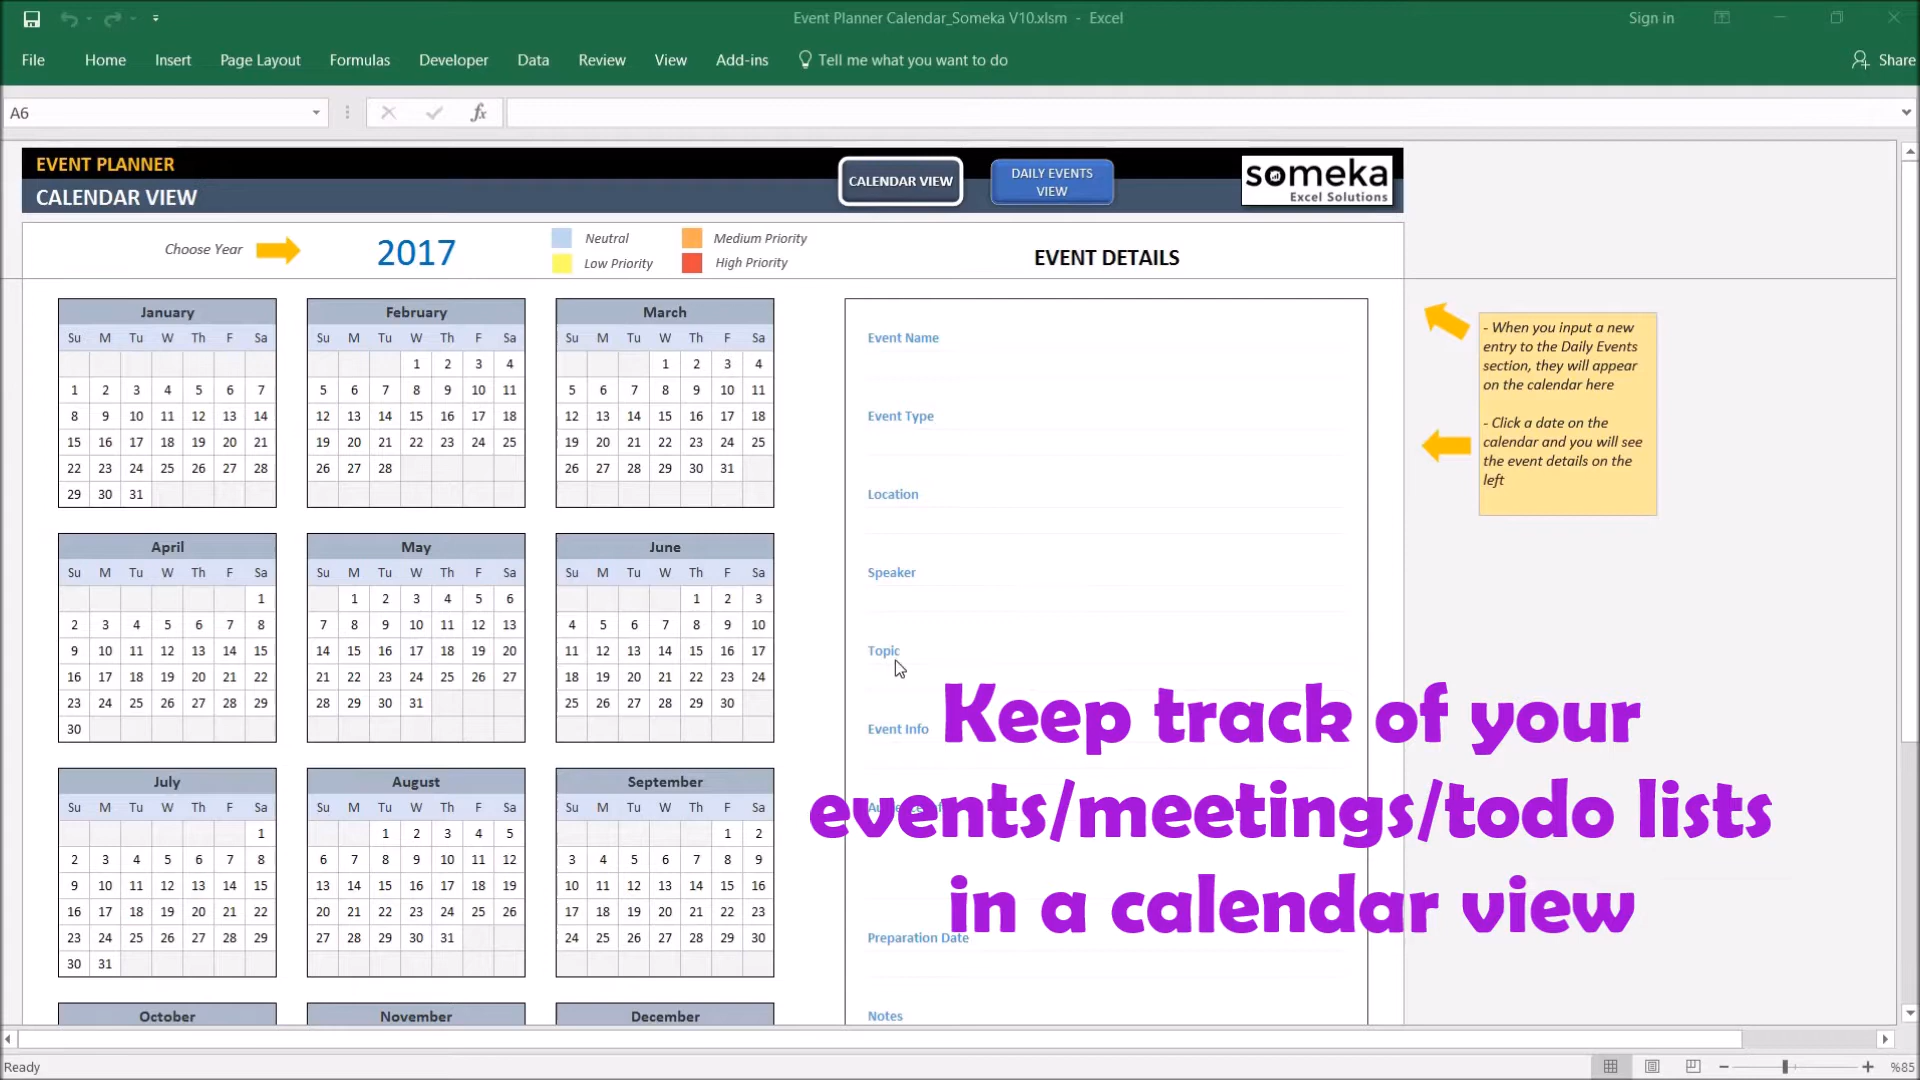 Event Planner Calendar_Someka V10.xlsm - Excel
Sign in
File Home Insert Page Layout Formulas Developer Data Review View Add-ins Tell me what you want to do Share
A6
fx
EVENT PLANNER
CALENDAR VIEW
CALENDAR VIEW
DAILY EVENTS
VIEW
someka
Excel Solutions
Choose Year
2017
Neutral
Medium Priority
Low Priority
High Priority
EVENT DETAILS
January
Su M Tu W Th F Sa
1 2 3 4 5 6 7
8 9 10 11 12 13 14
15 16 17 18 19 20 21
22 23 24 25 26 27 28
29 30 31
February
Su M Tu W Th F Sa
1 2 3 4
5 6 7 8 9 10 11
12 13 14 15 16 17 18
19 20 21 22 23 24 25
26 27 28
March
Su M Tu W Th F Sa
1 2 3 4
5 6 7 8 9 10 11
12 13 14 15 16 17 18
19 20 21 22 23 24 25
26 27 28 29 30 31
April
Su M Tu W Th F Sa
1
2 3 4 5 6 7 8
9 10 11 12 13 14 15
16 17 18 19 20 21 22
23 24 25 26 27 28 29
30
May
Su M Tu W Th F Sa
1 2 3 4 5 6
7 8 9 10 11 12 13
14 15 16 17 18 19 20
21 22 23 24 25 26 27
28 29 30 31
June
Su M Tu W Th F Sa
1 2 3
4 5 6 7 8 9 10
11 12 13 14 15 16 17
18 19 20 21 22 23 24
25 26 27 28 29 30
July
Su M Tu W Th F Sa
1
2 3 4 5 6 7 8
9 10 11 12 13 14 15
16 17 18 19 20 21 22
23 24 25 26 27 28 29
30 31
August
Su M Tu W Th F Sa
1 2 3 4 5
6 7 8 9 10 11 12
13 14 15 16 17 18 19
20 21 22 23 24 25 26
27 28 29 30 31
September
Su M Tu W Th F Sa
1 2
3 4 5 6 7 8 9
10 11 12 13 14 15 16
17 18 19 20 21 22 23
24 25 26 27 28 29 30
October
November
December
Event Name
Event Type
Location
Speaker
Topic
Event Info
Preparation Date
Notes
- When you input a new
entry to the Daily Events
section, they will appear
on the calendar here
- Click a date on the
calendar and you will see
the event details on the
left
Keep track of your
events/meetings/todo lists
in a calendar view
Ready
%85